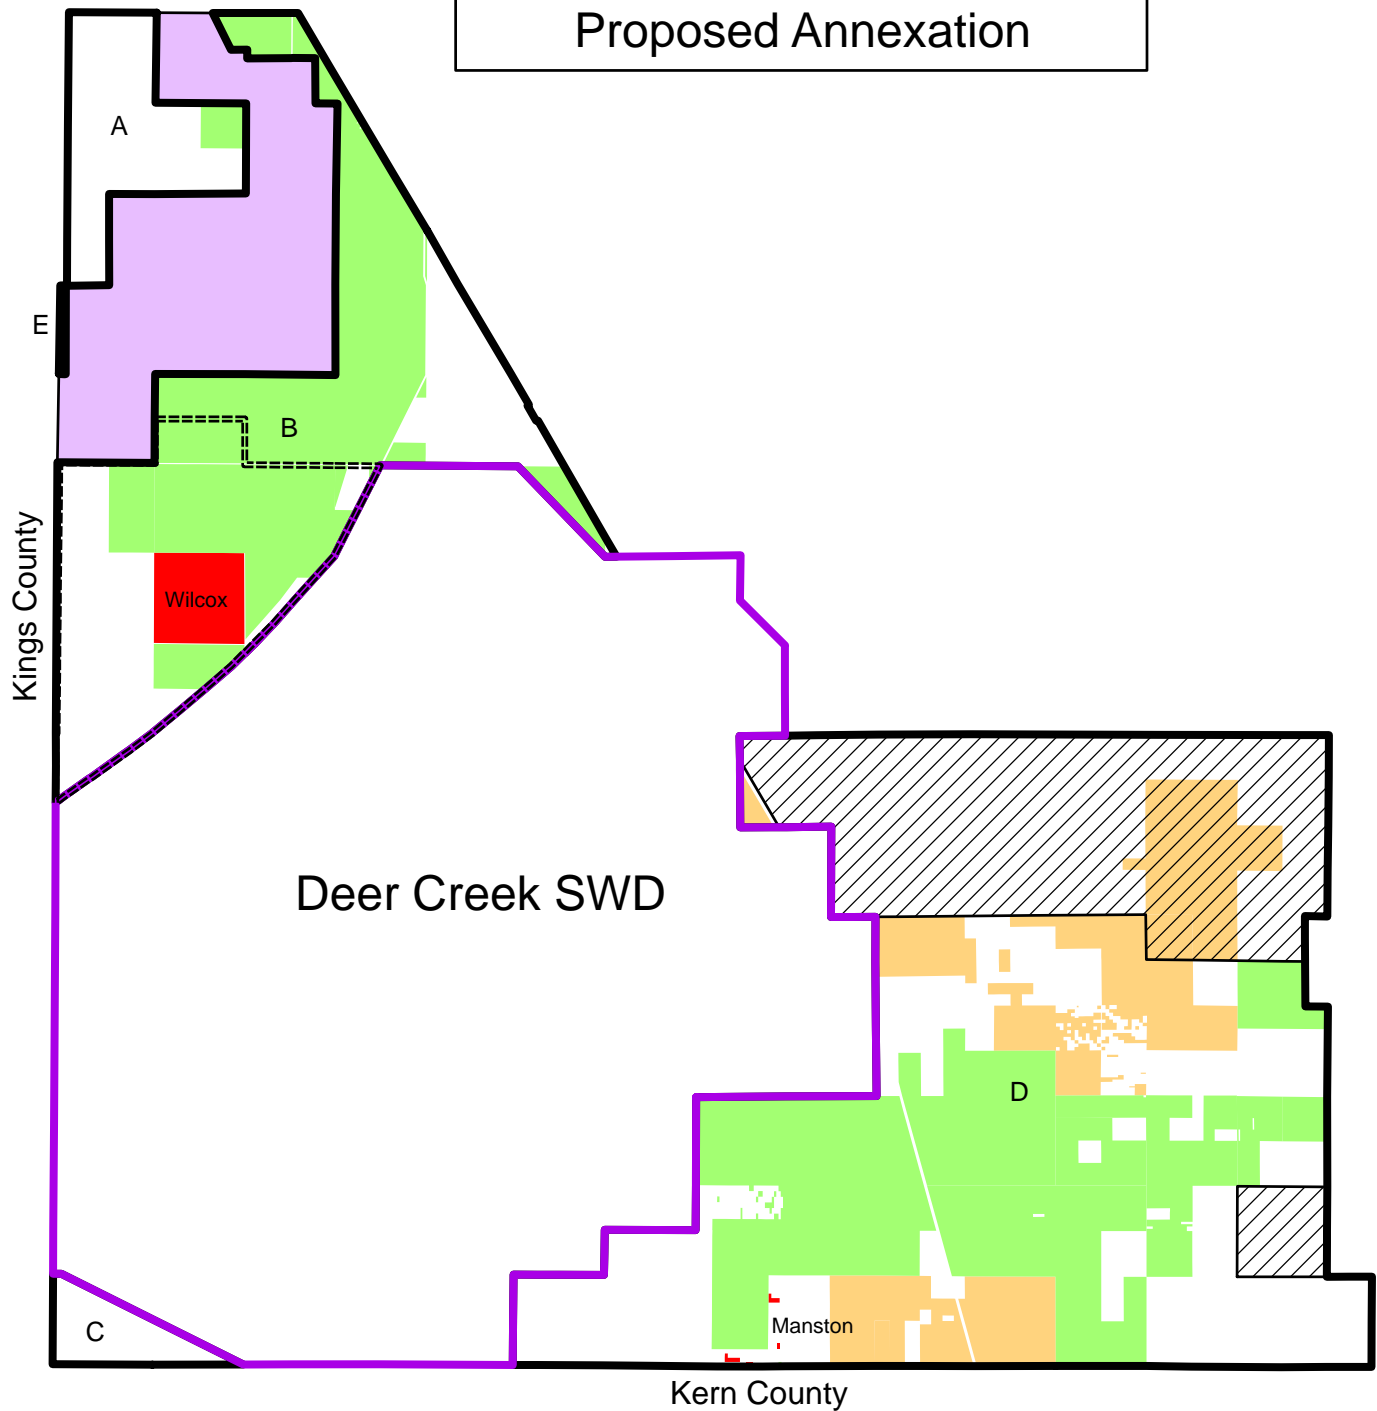 Proposed Annexation
A
E
B
Kings County
Wilcox
Deer Creek SWD
D
C
Manston
Kern County